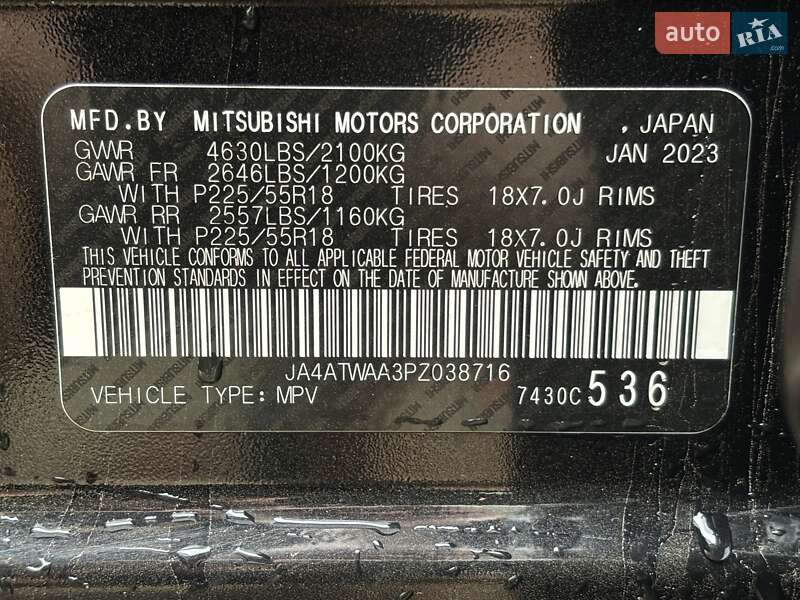 auto RIA
MFD.BY MITSUBISHI MOTORS CORPORATION , JAPAN
GVWR 4630LBS/2100KG JAN 2023
GAWR FR 2646LBS/1200KG
WITH P225/55R18 TIRES 18X7.0J RIMS
GAWR RR 2557LBS/1160KG
WITH P225/55R18 TIRES 18X7.0J RIMS
THIS VEHICLE CONFORMS TO ALL APPLICABLE FEDERAL MOTOR VEHICLE SAFETY AND THEFT
PREVENTION STANDARDS IN EFFECT ON THE DATE OF MANUFACTURE SHOWN ABOVE.
JA4ATWAA3PZ038716
VEHICLE TYPE: MPV 7430C 536